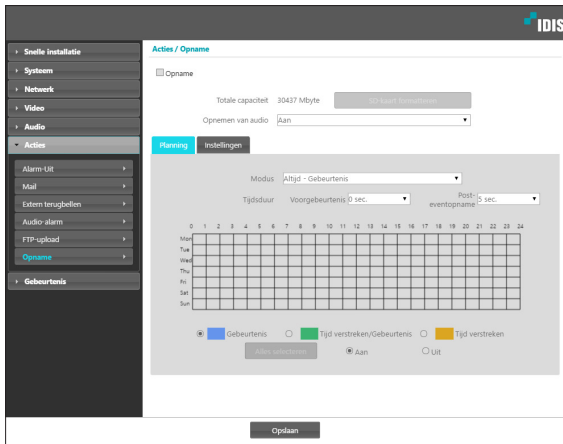 IDIS
Snelle installatie
Systeem
Netwerk
Video
Audio
Acties
Alarm-Uit
Mail
Extern terugbellen
Audio-alarm
FTP-upload
Opname
Gebeurtenis
Acties / Opname
Opname
Totale capaciteit 30437 Mbyte SD-kaart formatteren
Opnemen van audio Aan
Planning Instellingen
Modus Altijd - Gebeurtenis
Tijdsduur Voorgebeurtenis 0 sec. Post-eventopname 5 sec.
0 1 2 3 4 5 6 7 8 9 10 11 12 13 14 15 16 17 18 19 20 21 22 23 24
Mon
Tue
Wed
Thu
Fri
Sat
Sun
Gebeurtenis Tijd verstreken/Gebeurtenis Tijd verstreken
Alles selecteren Aan Uit
Opslaan